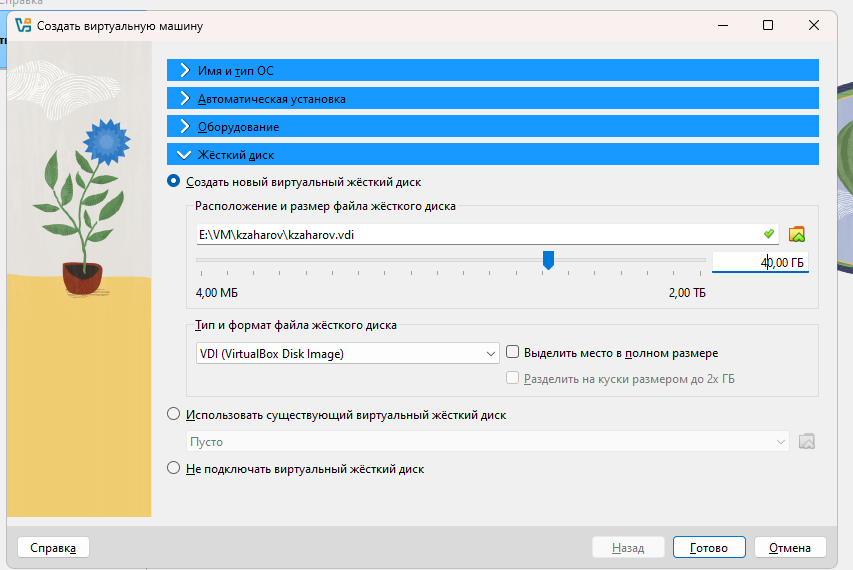 Справка
Создать виртуальную машину
Имя и тип ОС
Автоматическая установка
Оборудование
Жёсткий диск
Создать новый виртуальный жёсткий диск
Расположение и размер файла жёсткого диска
E:\VM\kzaharov\kzaharov.vdi
40,00 ГБ
4,00 МБ
2,00 ТБ
Тип и формат файла жёсткого диска
VDI (VirtualBox Disk Image)
Выделить место в полном размере
Разделить на куски размером до 2х ГБ
Использовать существующий виртуальный жёсткий диск
Пусто
Не подключать виртуальный жёсткий диск
Справка
Назад
Готово
Отмена